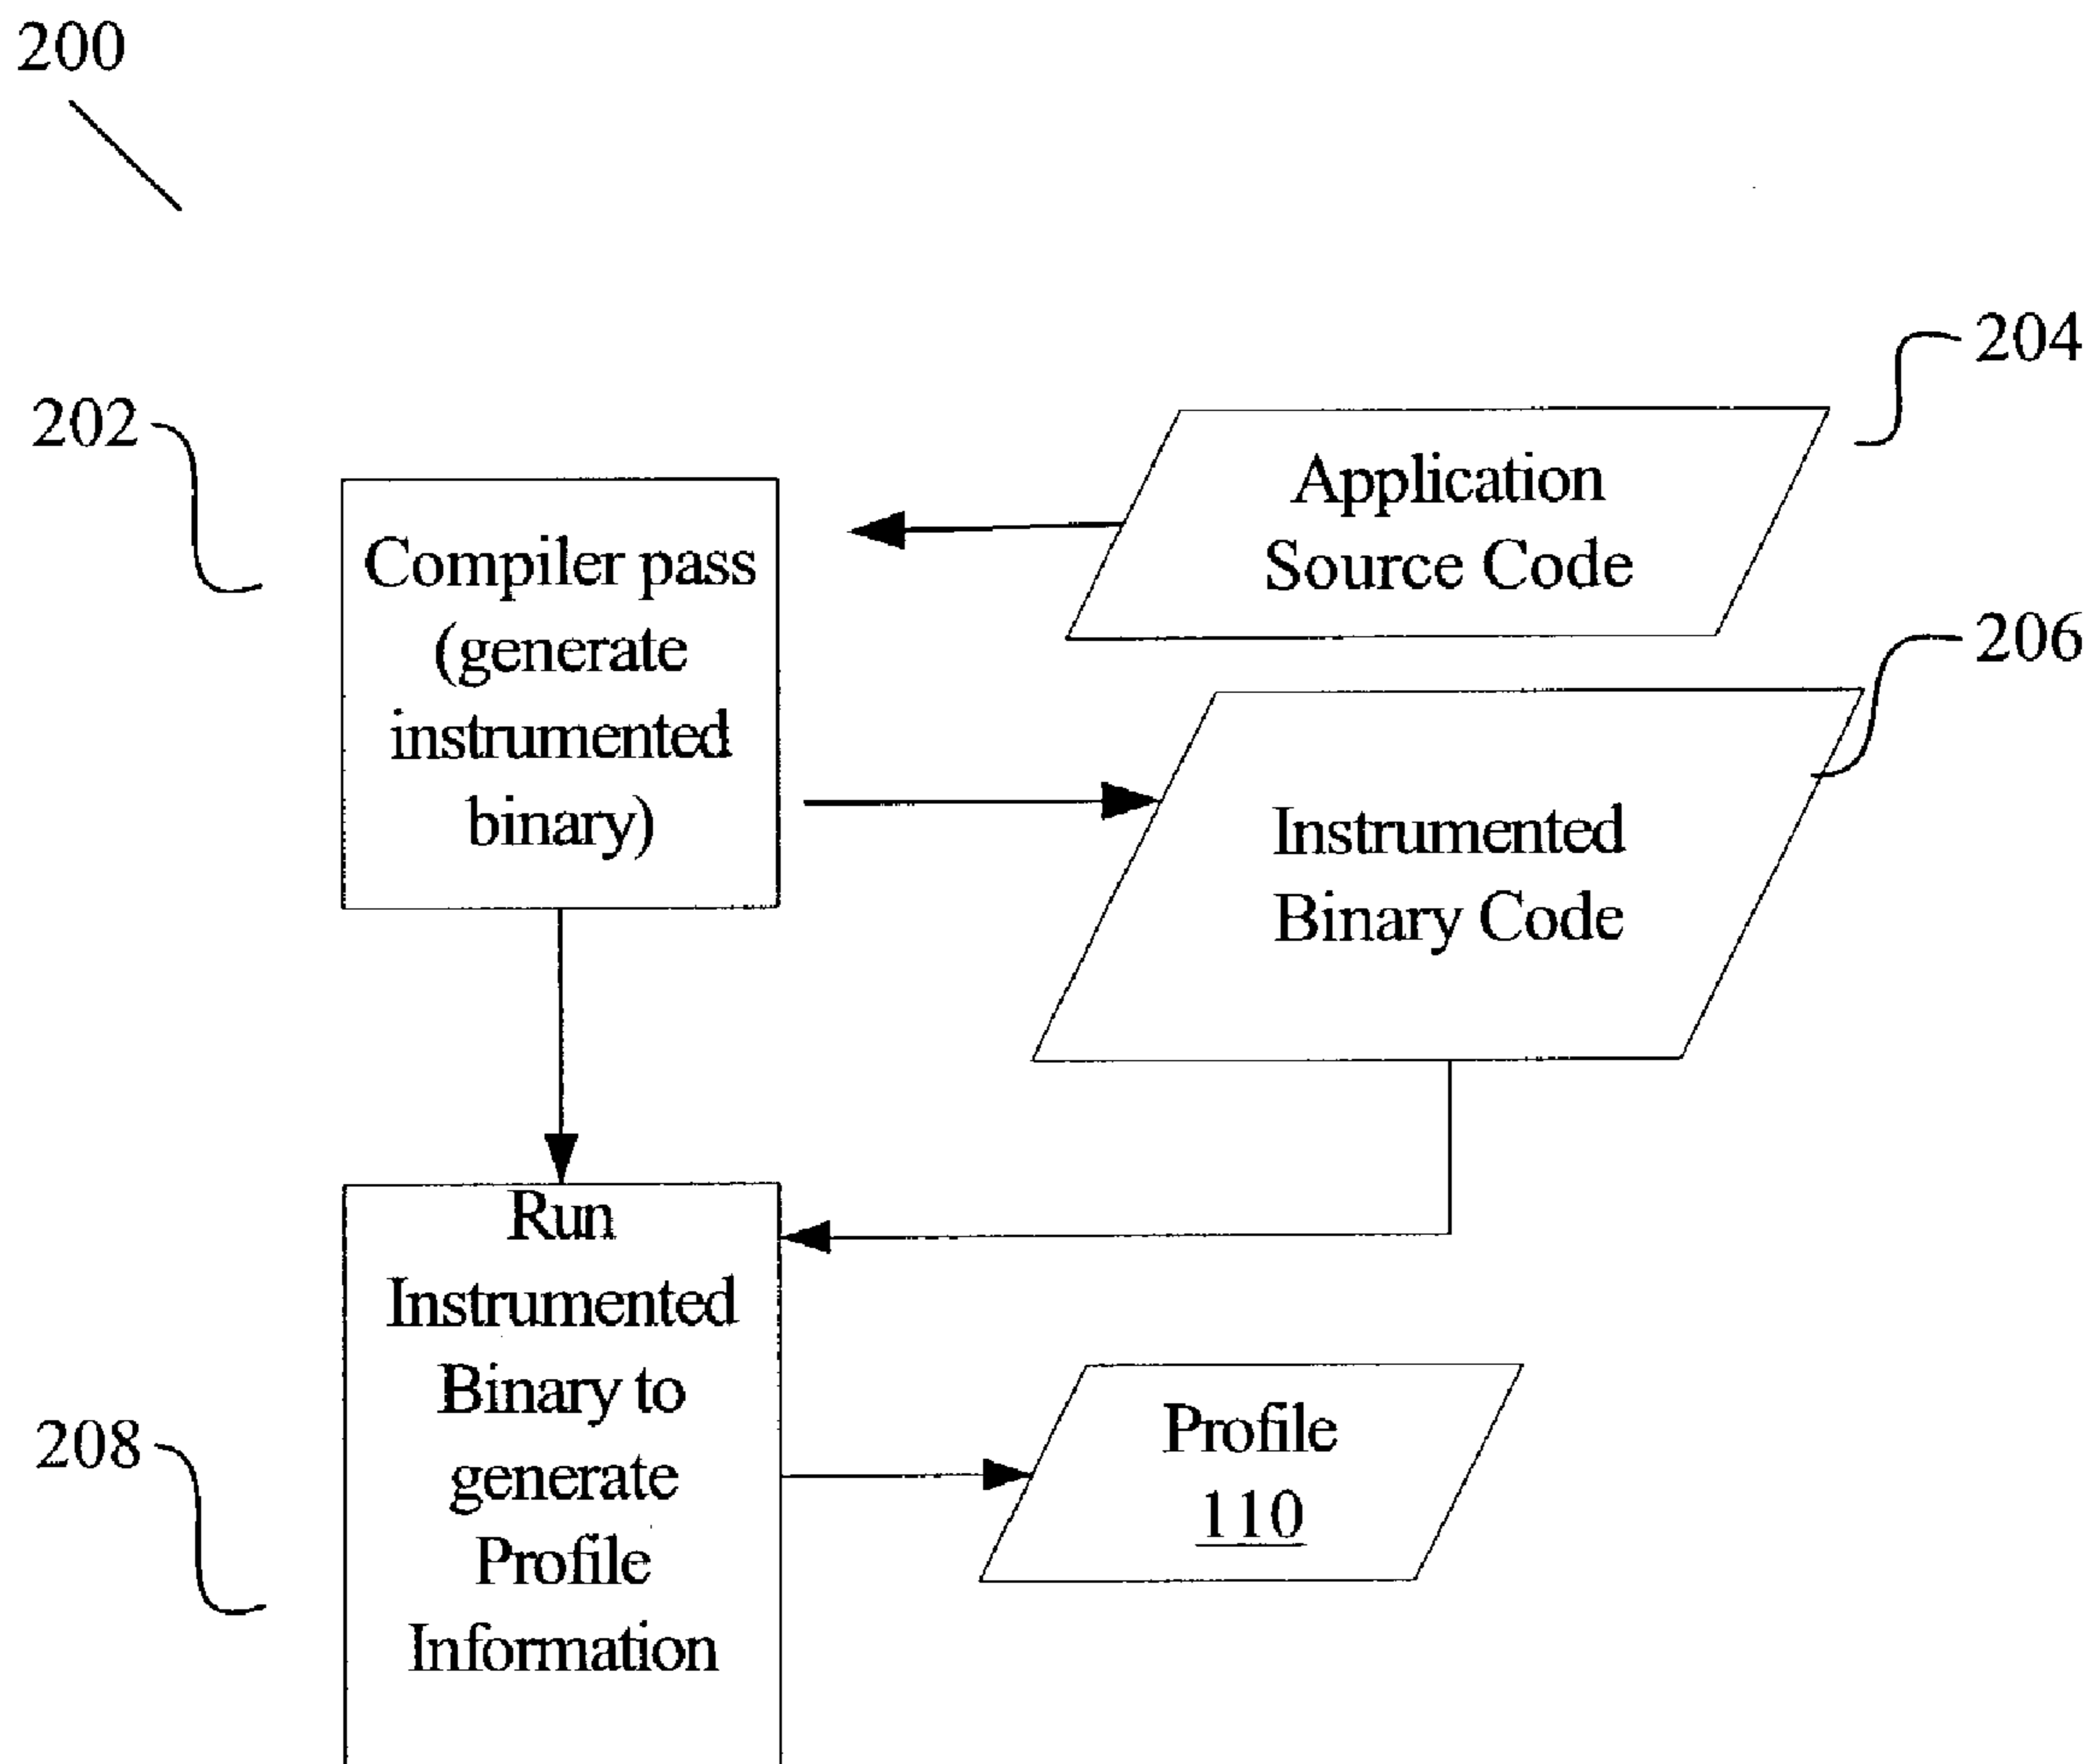 200
204
202
Application
Source Code
Compiler pass
(generate
instrumented
binary)
206
Instrumented
Binary Code
Run
Instrumented
Binary to
generate
Profile
Information
208
Profile
110